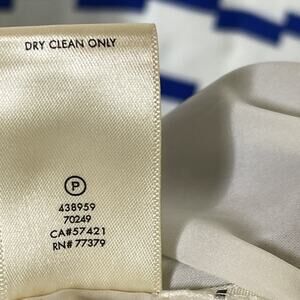 DRY CLEAN ONLY
P
438959
70249
CA#57421
RN# 77379